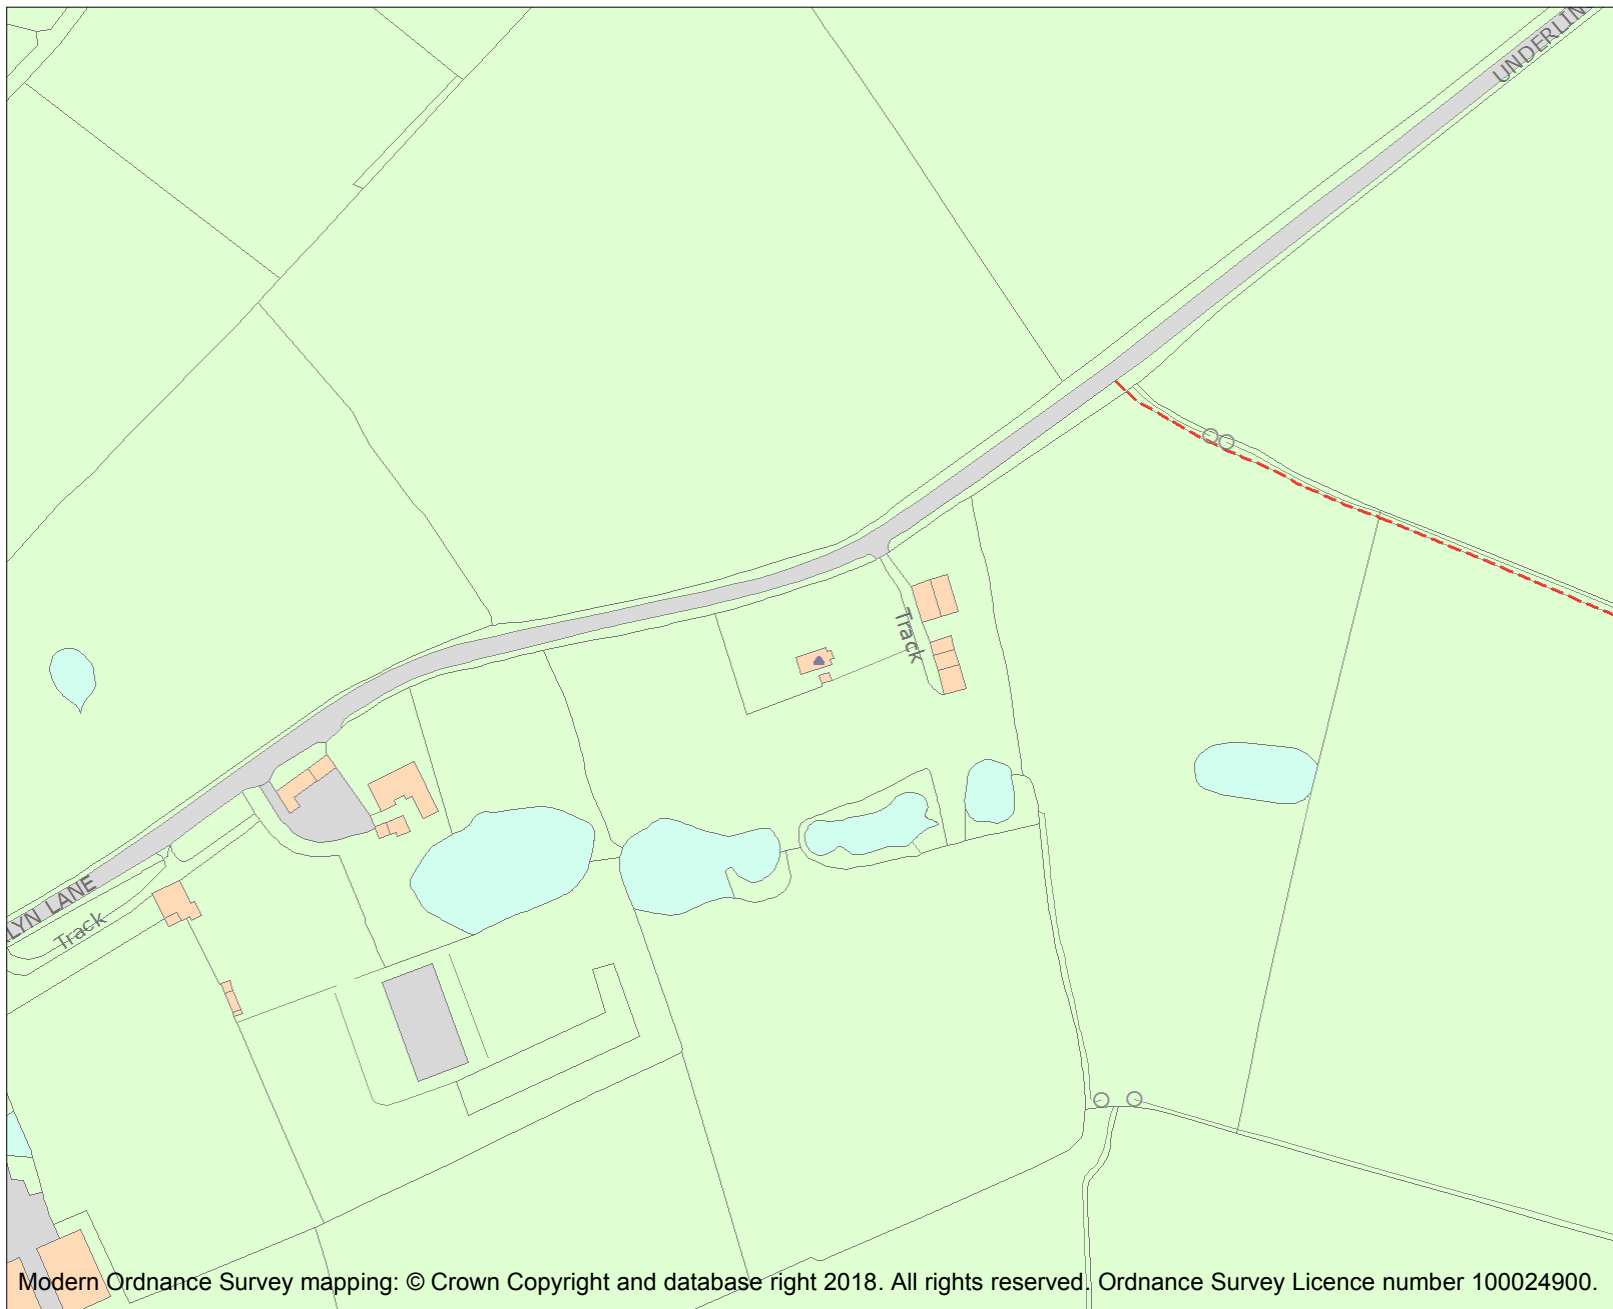 UNDERLIN
Track
LYN LANE
Track
Modern Ordnance Survey mapping: © Crown Copyright and database right 2018. All rights reserved. Ordnance Survey Licence number 100024900.